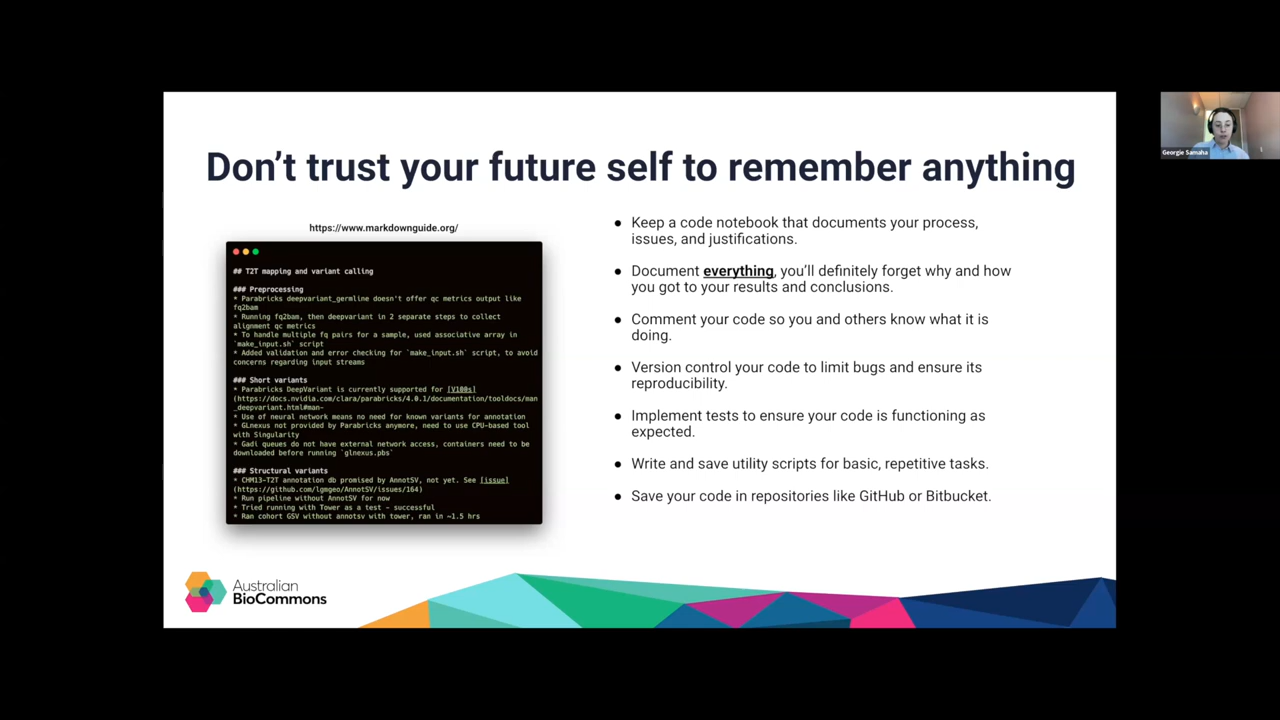 Don't trust your future self to remember anything
https://www.markdownguide.org/
## T2T mapping and variant calling
### Preprocessing
* Parabricks deepvariant_germline doesn't offer qc metrics output like
fq2bam
* Running fq2bam, then deepvariant in 2 separate steps to collect
alignment qc metrics
* To handle multiple fq pairs for a sample, used associative array in
`make_input.sh` script
* Added validation and error checking for `make_input.sh` script, to avoid
concerns regarding input streams
### Short variants
* Parabricks DeepVariant is currently supported for [V100s]
(https://docs.nvidia.com/clara/parabricks/4.0.1/documentation/tooldocs/man
_deepvariant.html#man-
* Use of neural network means no need for known variants for annotation
* GLnexus not provided by Parabricks anymore, need to use CPU-based tool
with Singularity
* Gadi queues do not have external network access, containers need to be
downloaded before running `glnexus.pbs`
### Structural variants
* CHM13-T2T annotation db promised by AnnotSV, not yet. See [issue]
(https://github.com/lgmgeo/AnnotSV/issues/164)
* Run pipeline without AnnotSV for now
* Tried running with Tower as a test - successful
* Ran cohort GSV without annotsv with tower, ran in ~1.5 hrs
● Keep a code notebook that documents your process,
issues, and justifications.
● Document everything, you'll definitely forget why and how
you got to your results and conclusions.
● Comment your code so you and others know what it is
doing.
● Version control your code to limit bugs and ensure its
reproducibility.
● Implement tests to ensure your code is functioning as
expected.
● Write and save utility scripts for basic, repetitive tasks.
● Save your code in repositories like GitHub or Bitbucket.
Australian
BioCommons
Georgie Samaha